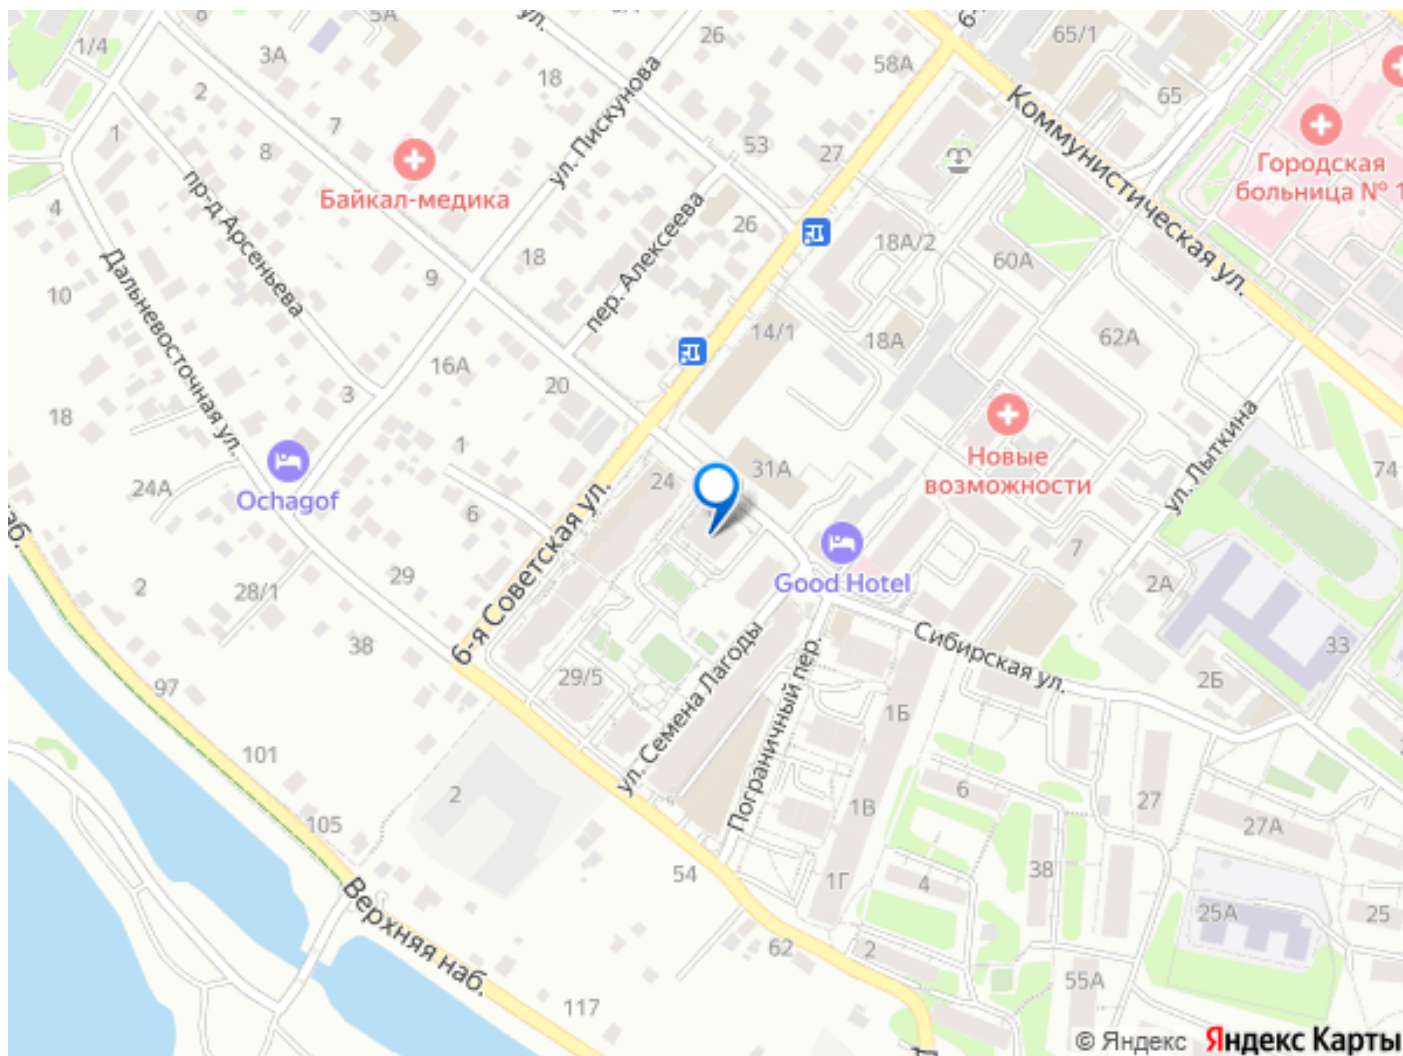 1/4
8
5А
3А
26
58А
65/1
65
2
18
7
1
8
53
27
ул. Пискунова
Коммунистическая ул.
Городская
больница № 1
Байкал-медика
пр-д Арсеньева
пер. Алексеева
4
26
18
18А/2
60А
9
10
Дальневосточная ул.
14/1
18А
62А
16А
3
20
18
1
Новые
возможности
ул. Лыткина
74
24А
Ochagof
24
31А
6
6-я Советская ул.
7
2
28/1
29
Good Hotel
2А
38
Сибирская ул.
33
97
29/5
ул. Семена Лагоды
Пограничный пер.
1Б
2Б
101
2
105
1В
6
27
27А
54
38
4
1Г
25А
25
Верхняя наб.
62
2
55А
117
© Яндекс Яндекс Карты